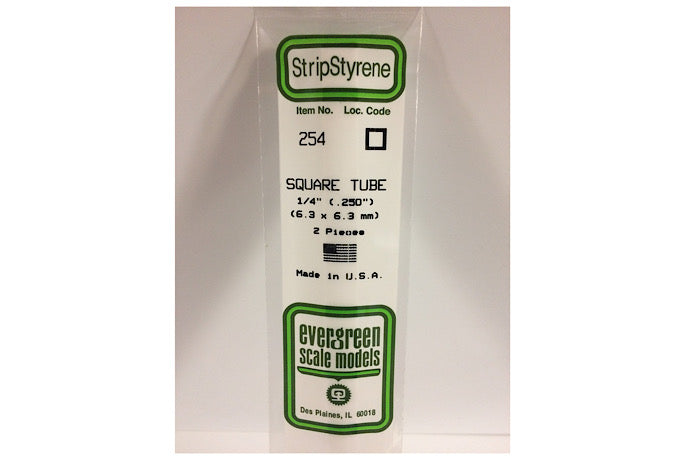 StripStyrene
Item No. Loc. Code
254
SQUARE TUBE
1/4" (.250")
(6.3 x 6.3 mm)
2 Pieces
Made in U.S.A.
evergreen
scale models
Des Plaines, IL 60018